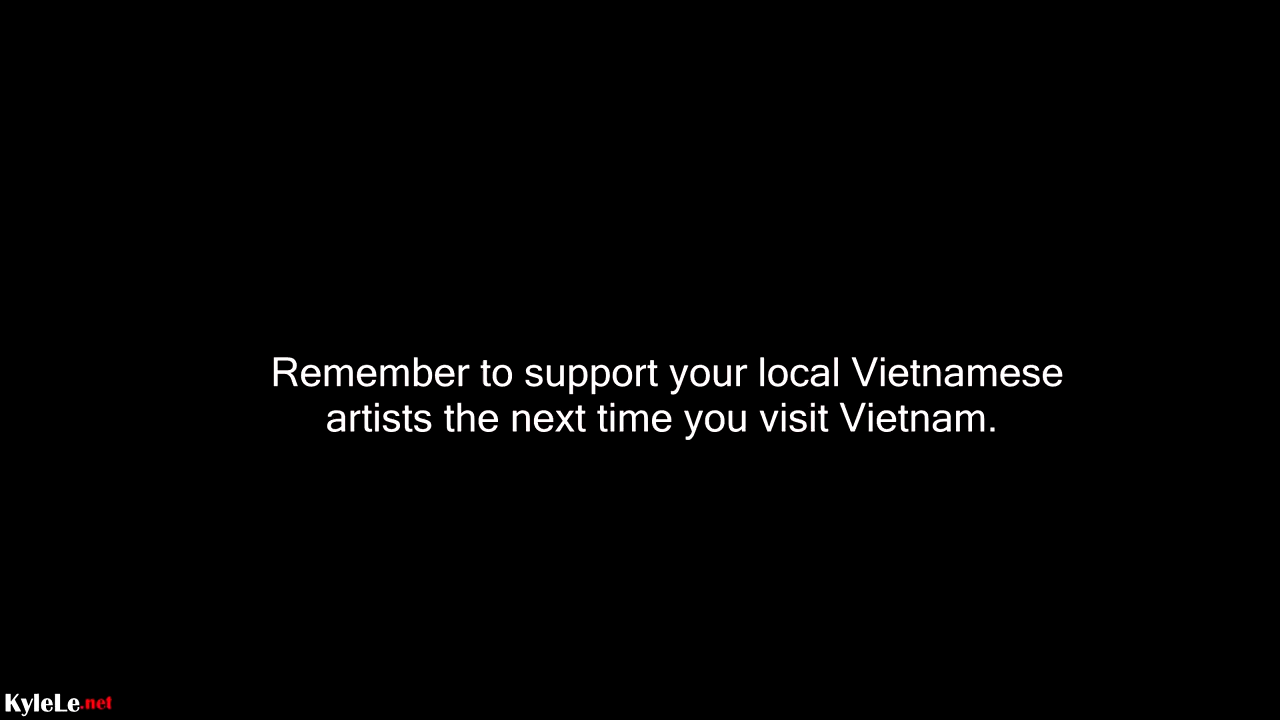 Remember to support your local Vietnamese
artists the next time you visit Vietnam.
KyleLe.net